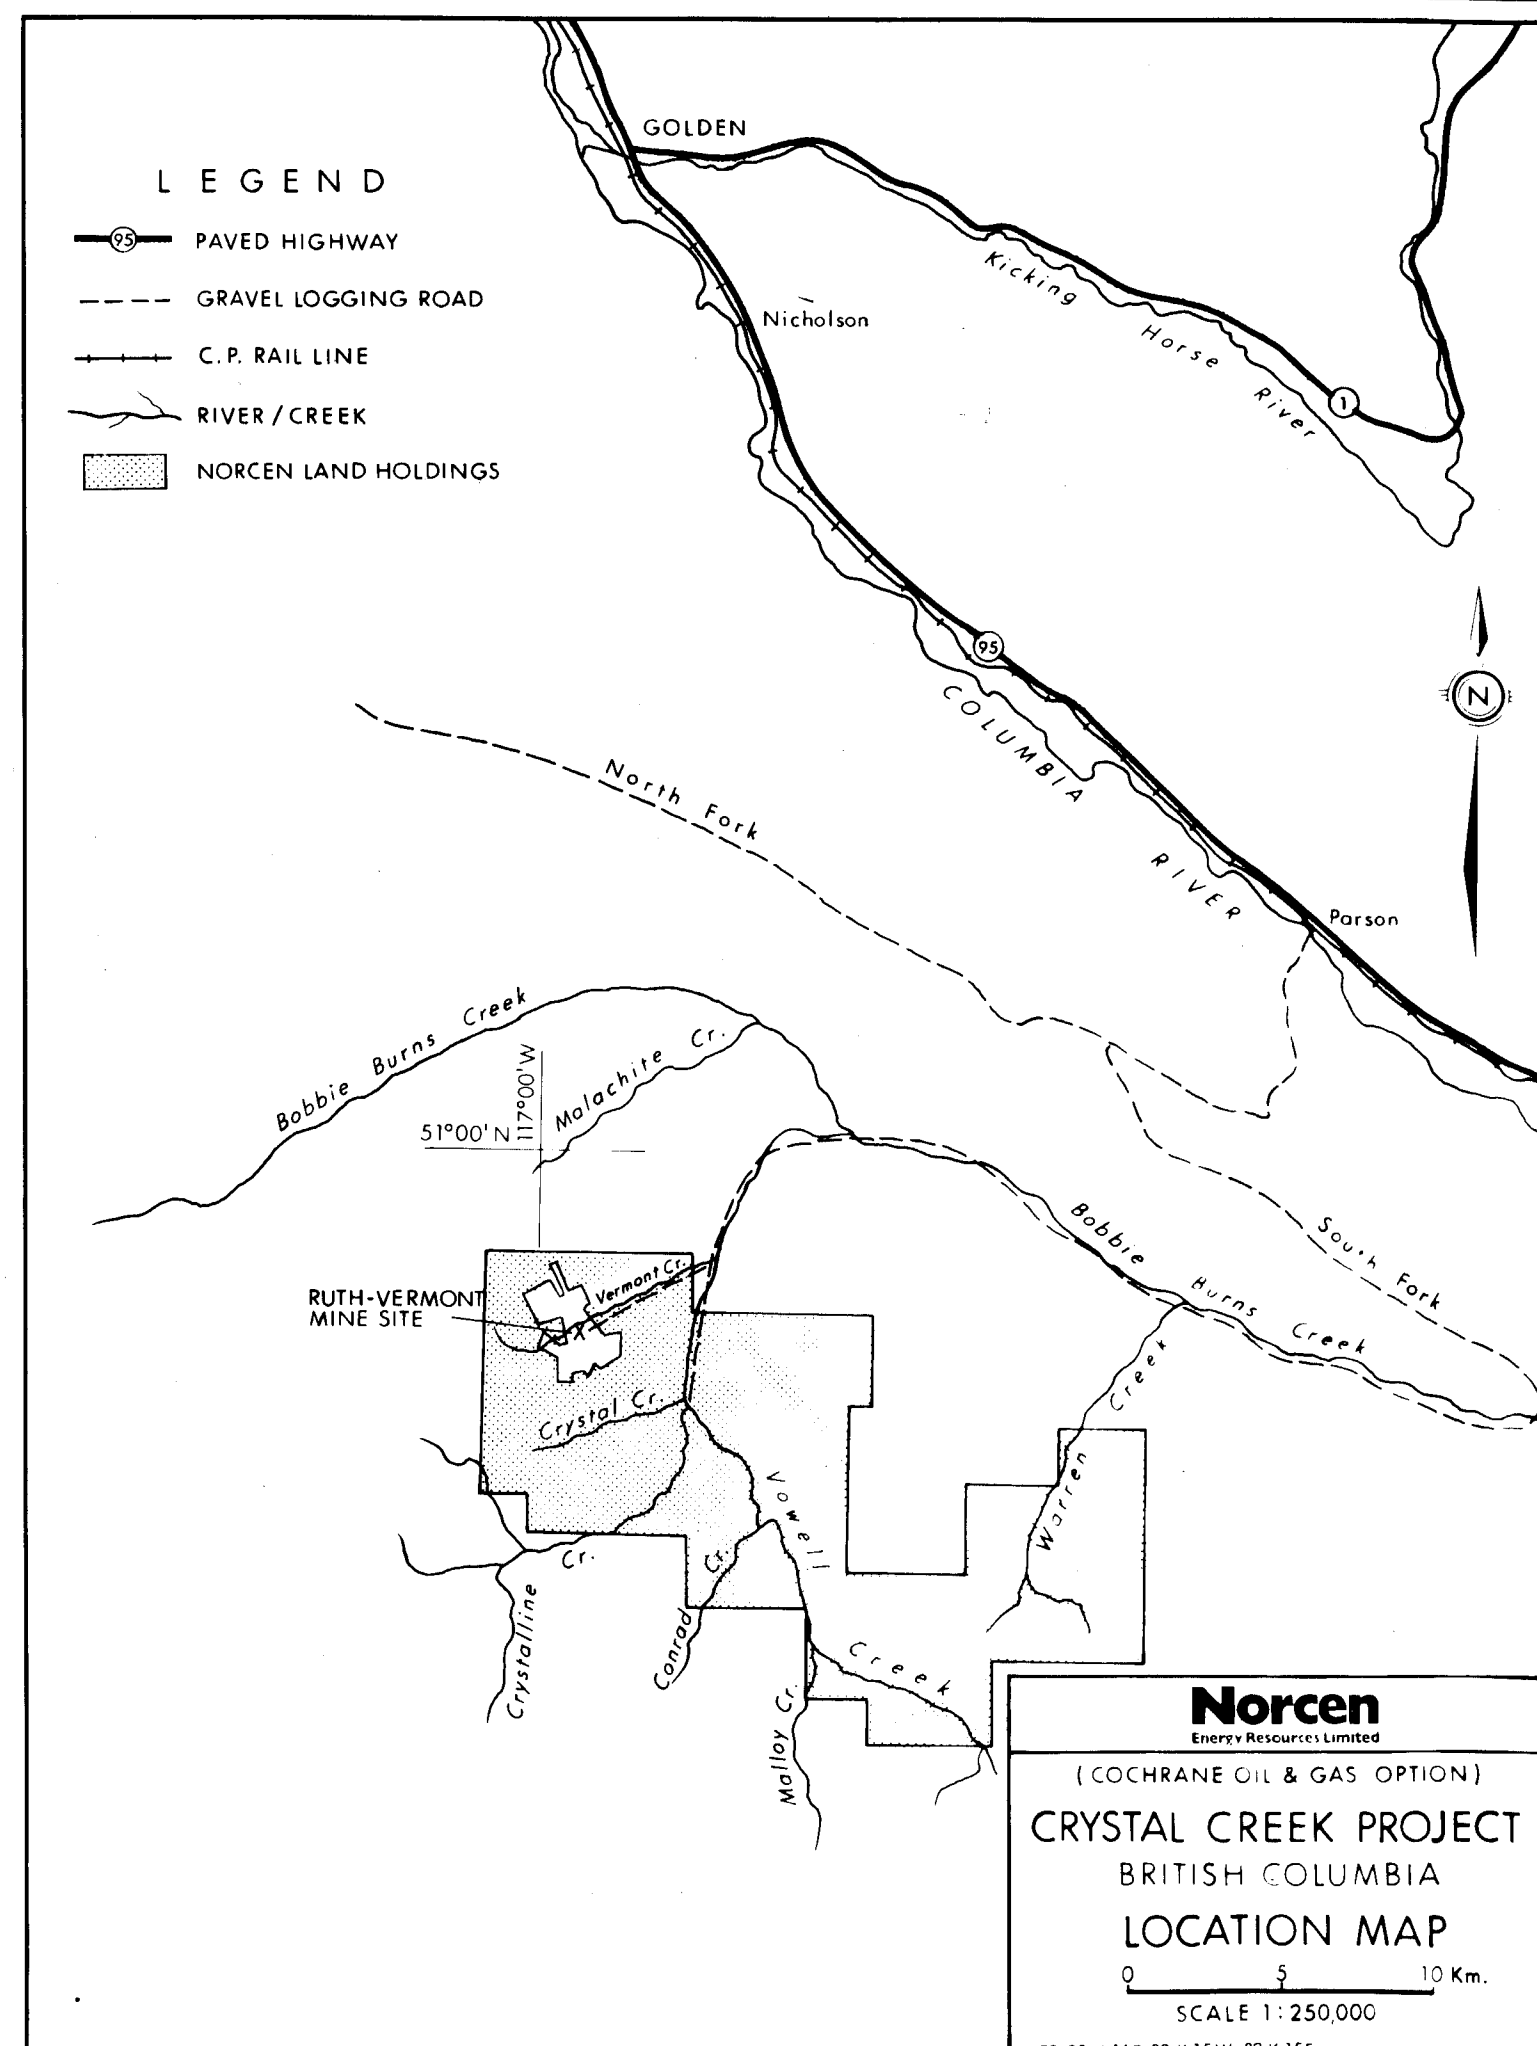 GOLDEN
LEGEND
95 PAVED HIGHWAY
GRAVEL LOGGING ROAD
C.P. RAIL LINE
RIVER/CREEK
NORCEN LAND HOLDINGS
Kicking Horse River
1
Nicholson
95
N
COLUMBIA RIVER
North Fork
Parson
Bobbie Burns Creek
Malachite Cr.
117°00'W
51°00'N
Bobbie Burns Creek
South Fork
Vermont Cr.
RUTH-VERMONT
MINE SITE
Crystal Cr.
Warren Creek
Vowell Creek
Crystalline Cr.
Conrad Cr.
Malloy Cr.
Norcen
Energy Resources Limited
(COCHRANE OIL & GAS OPTION)
CRYSTAL CREEK PROJECT
BRITISH COLUMBIA
LOCATION MAP
0 5 10 Km.
SCALE 1:250,000